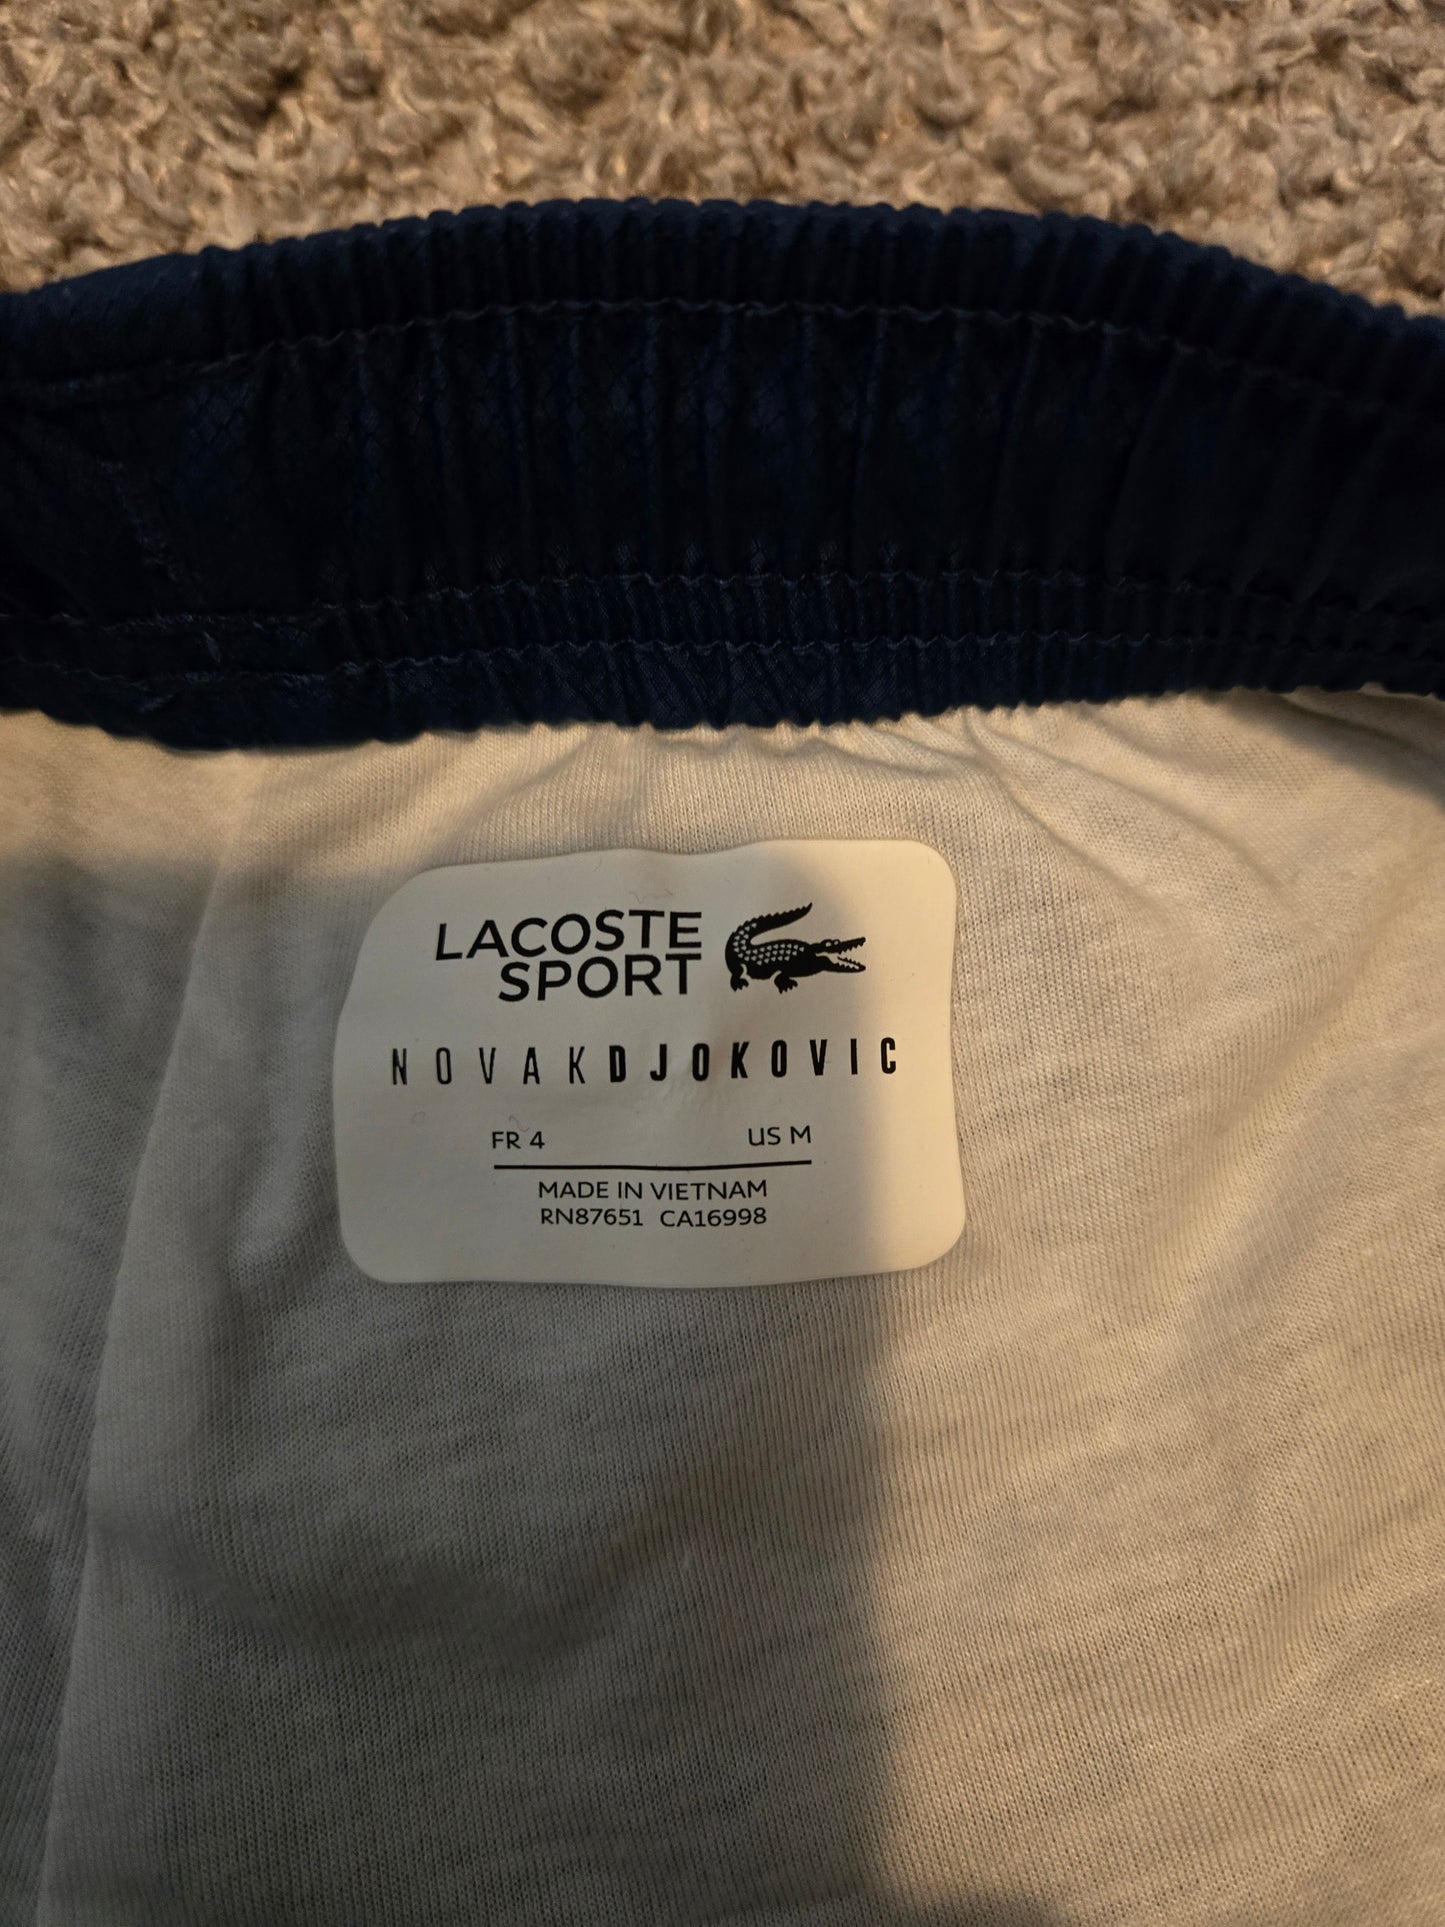 LACOSTE
SPORT
NOVAKDJOKOVIC
FR 4 US M
MADE IN VIETNAM
RN87651 CA16998